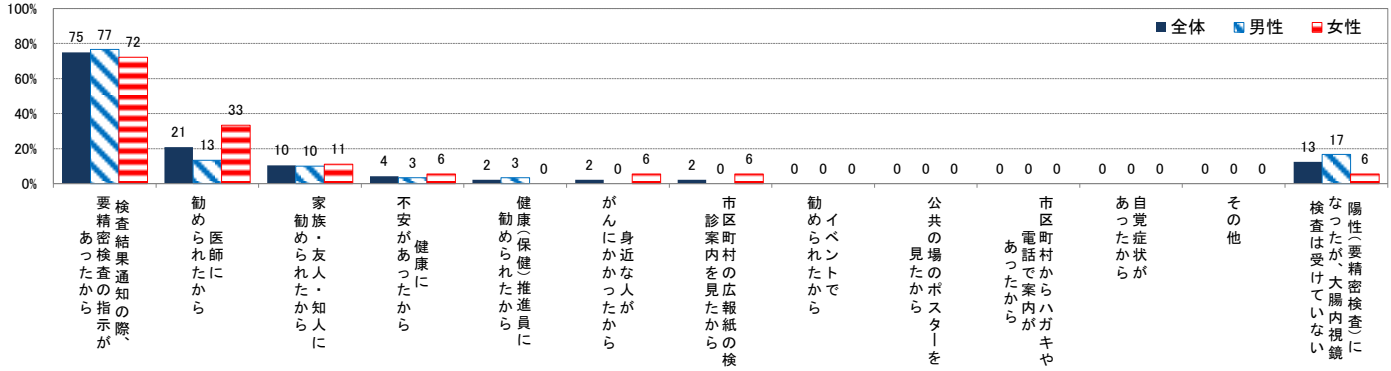 100%
80%
60%
40%
20%
0%
全体 男性 女性
75 77 72
21 13 33
10 10 11
4 3 6
2 3 0
2 0 6
2 0 6
0 0 0
0 0 0
0 0 0
0 0 0
0 0 0
13 17 6
検査結果通知の際、
要精密検査の指示が
あったから
医師に
勧められたから
家族・友人・知人に
勧められたから
健康に
不安があったから
健康(保健)推進員に
勧められたから
身近な人が
がんにかかったから
市区町村の広報紙の検
診案内を見たから
イベントで
勧められたから
公共の場のポスターを
見たから
市区町村からハガキや
電話で案内が
あったから
自覚症状が
あったから
その他
陽性(要精密検査)に
なったが、大腸内視鏡
検査は受けていない